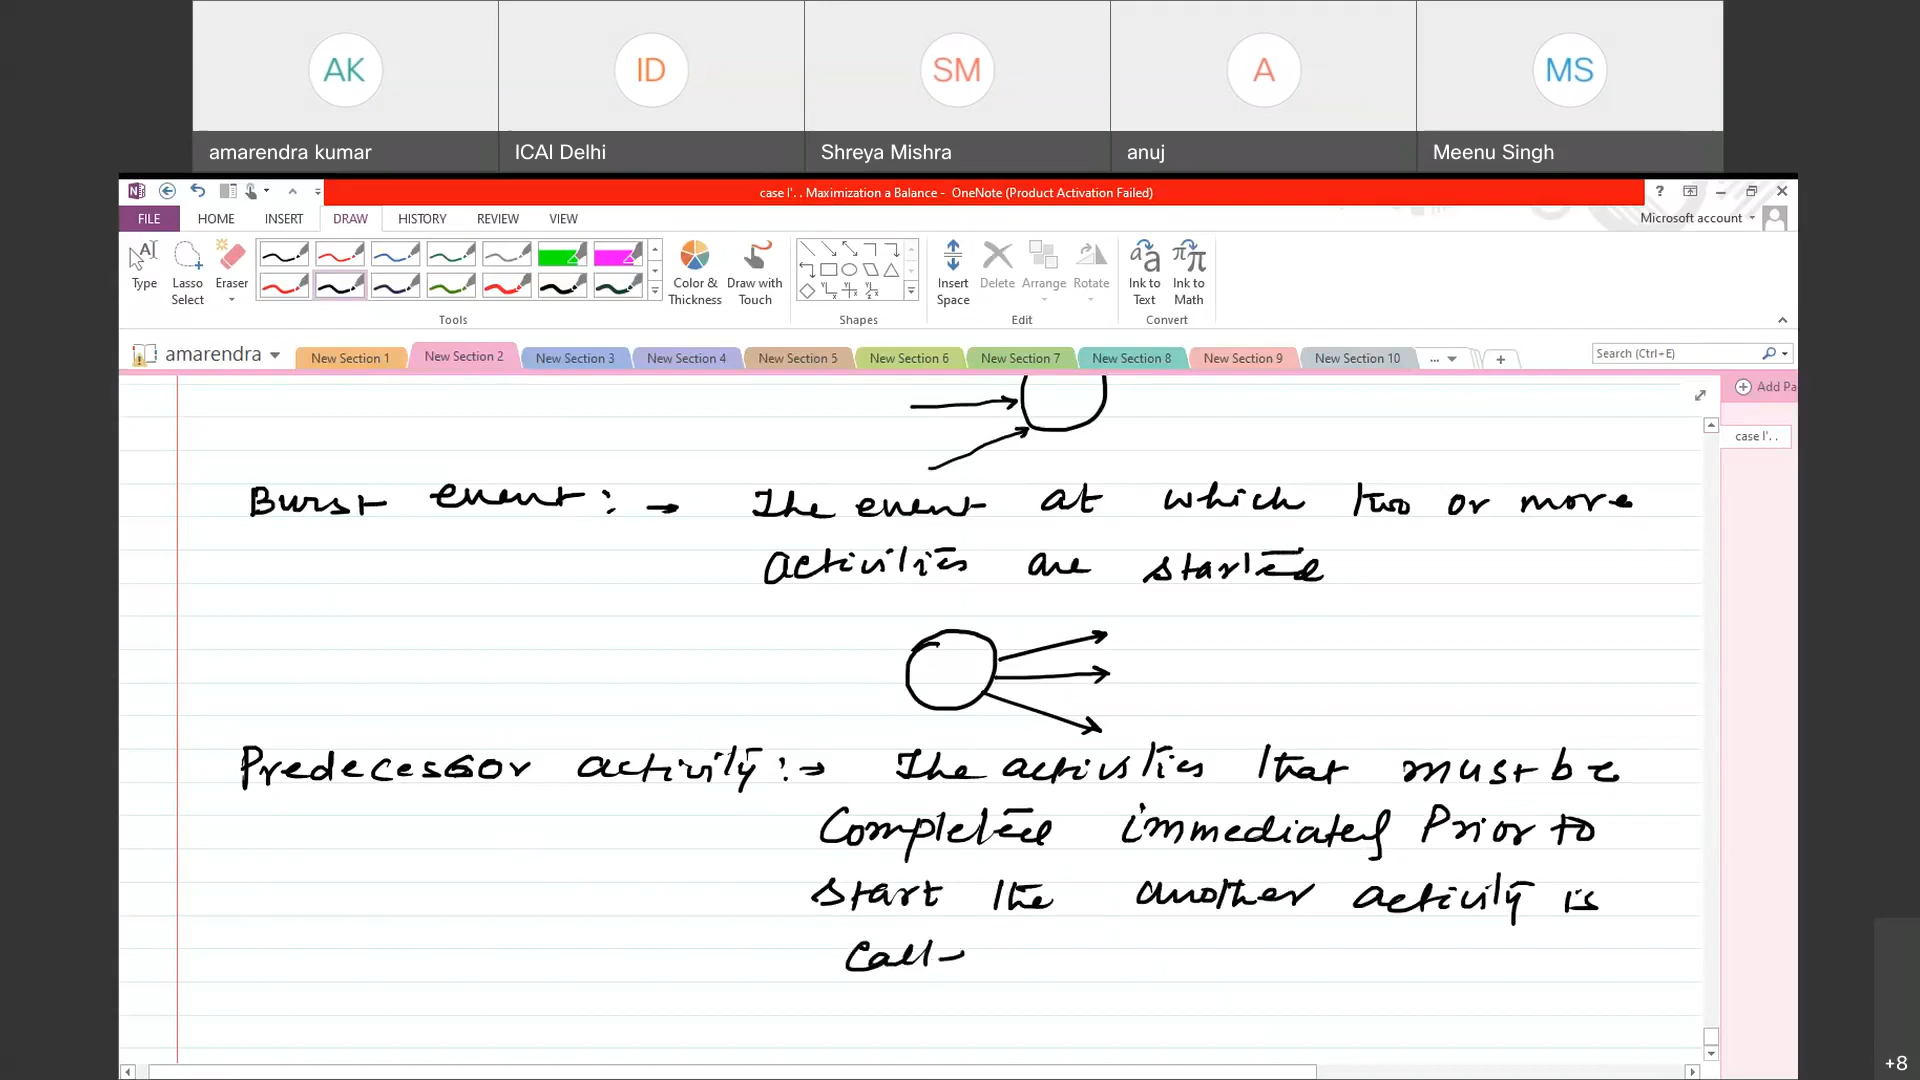 AK ID SM A MS
amarendra kumar ICAI Delhi Shreya Mishra anuj Meenu Singh
case I'. . Maximization a Balance - OneNote (Product Activation Failed) ?
FILE HOME INSERT DRAW HISTORY REVIEW VIEW Microsoft account
Type Lasso Select Eraser Color & Thickness Draw with Touch Insert Space Delete Arrange Rotate Ink to Text Ink to Math
Tools Shapes Edit Convert
amarendra New Section 1 New Section 2 New Section 3 New Section 4 New Section 5 New Section 6 New Section 7 New Section 8 New Section 9 New Section 10 ... Search (Ctrl+E)
Add Pa
case I'. .
Burst event :→ The event at which two or more
activities are started
Predecessor activity :→ The activities that must be
Completed immediately Prior to
start the another activity is
Call
+8